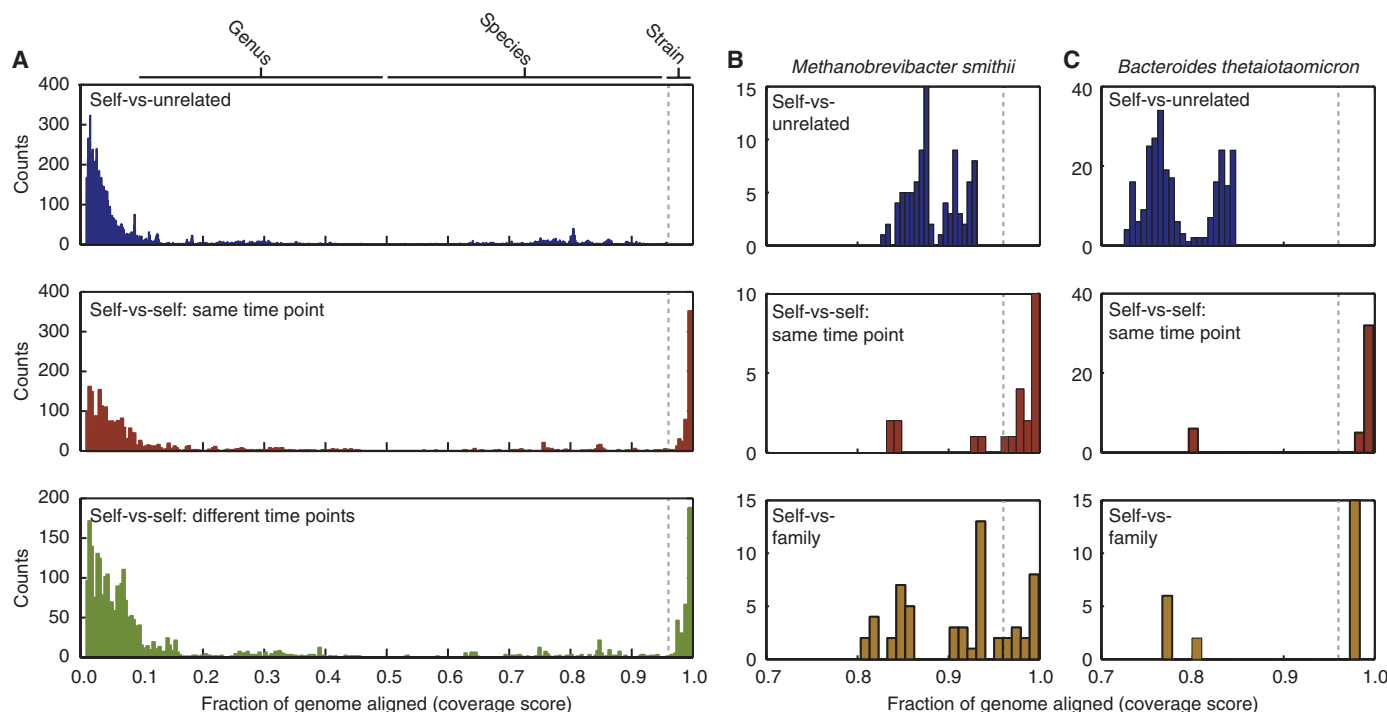 A
Genus
Species
Strain
Self-vs-unrelated
Counts
400
300
200
100
0
Self-vs-self: same time point
Counts
400
300
200
100
0
Self-vs-self: different time points
Counts
200
150
100
50
0
0.0 0.1 0.2 0.3 0.4 0.5 0.6 0.7 0.8 0.9 1.0
Fraction of genome aligned (coverage score)
B
Methanobrevibacter smithii
Self-vs-
unrelated
15
10
5
0
Self-vs-self:
same time point
10
5
0
Self-vs-
family
15
10
5
0
0.7 0.8 0.9 1.0
C
Bacteroides thetaiotaomicron
Self-vs-unrelated
40
20
0
Self-vs-self:
same time point
40
20
0
Self-vs-
family
15
10
5
0
0.7 0.8 0.9 1.0
Fraction of genome aligned (coverage score)